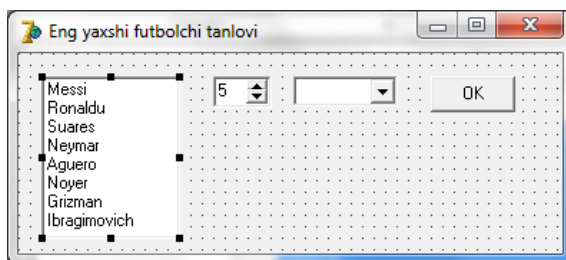 Eng yaxshi futbolchi tanlovi
Messi
Ronaldu
Suares
Neymar
Aguero
Noyer
Grizman
Ibragimovich
5
OK